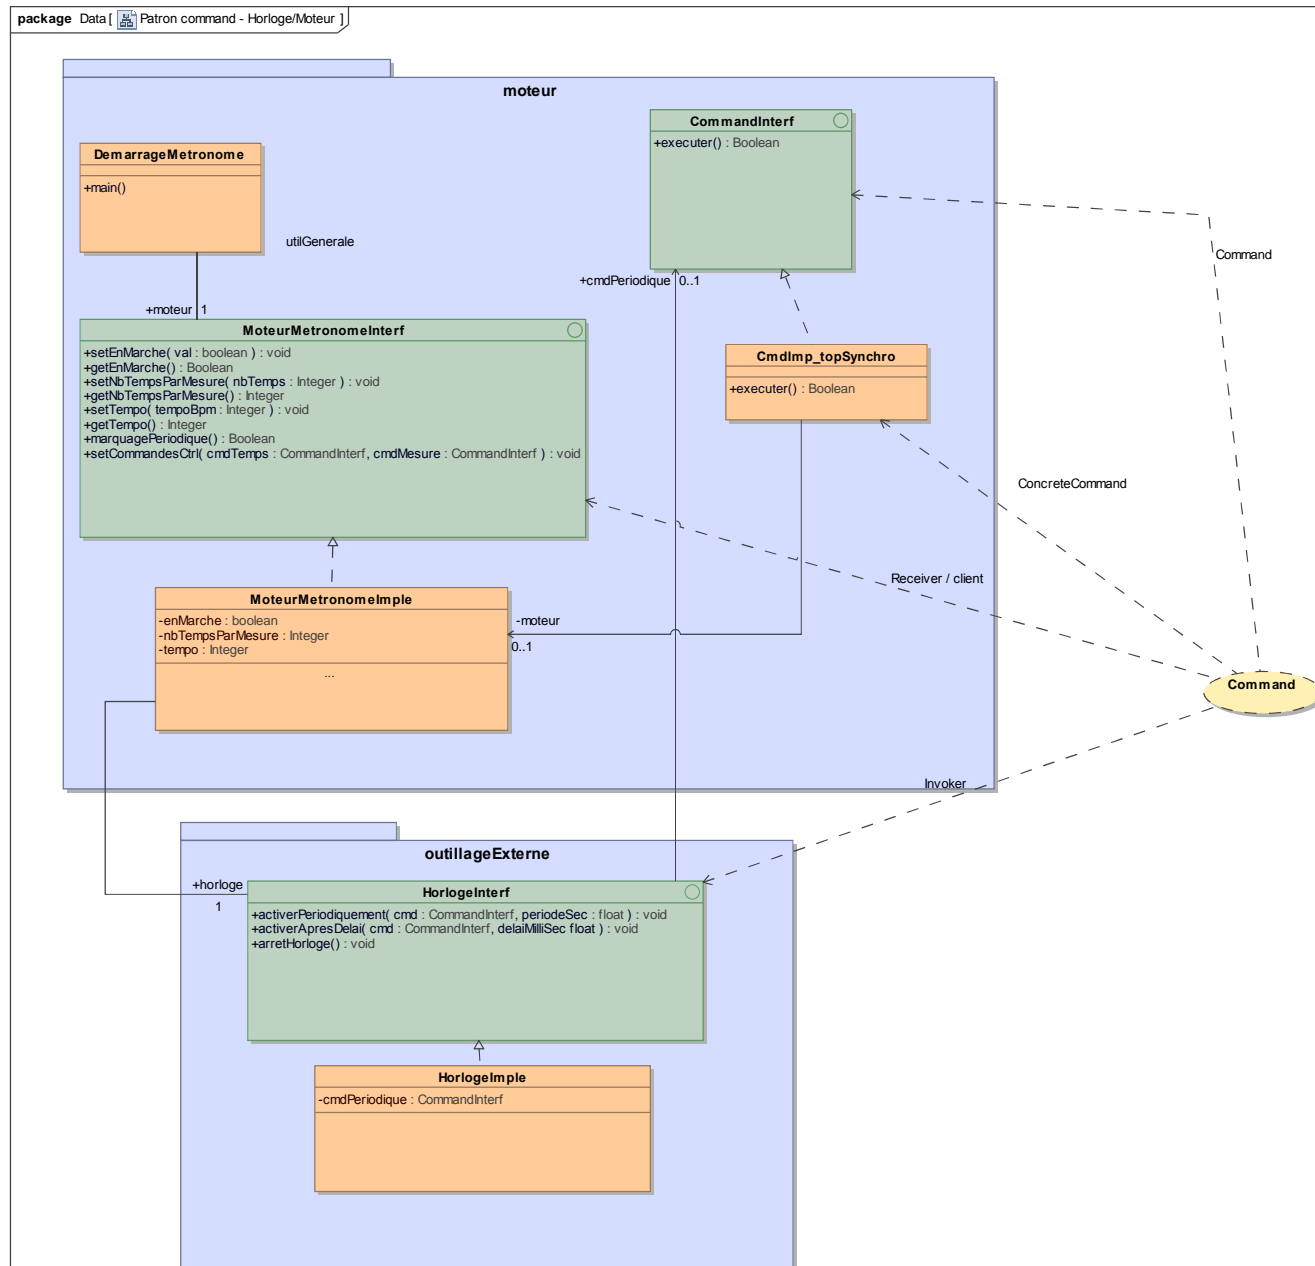 package Data [ Patron command - Horloge/Moteur ]
moteur
CommandInterf
+executer() : Boolean
DemarrageMetronome
+main()
utilGenerale
Command
+cmdPeriodique 0..1
+moteur 1
MoteurMetronomeInterf
+setEnMarche( val : boolean ) : void
+getEnMarche() : Boolean
+setNbTempsParMesure( nbTemps : Integer ) : void
+getNbTempsParMesure() : Integer
+setTempo( tempoBpm : Integer ) : void
+getTempo() : Integer
+marquagePeriodique() : Boolean
+setCommandesCtrl( cmdTemps : CommandInterf, cmdMesure : CommandInterf ) : void
CmdImp_topSynchro
+executer() : Boolean
ConcreteCommand
Receiver / client
MoteurMetronomeImple
-enMarche : boolean
-nbTempsParMesure : Integer
-tempo : Integer
...
-moteur
0..1
Command
Invoker
outillageExterne
+horloge
1
HorlogeInterf
+activerPeriodiquement( cmd : CommandInterf, periodeSec : float ) : void
+activerApresDelai( cmd : CommandInterf, delaiMilliSec float ) : void
+arretHorloge() : void
HorlogeImple
-cmdPeriodique : CommandInterf